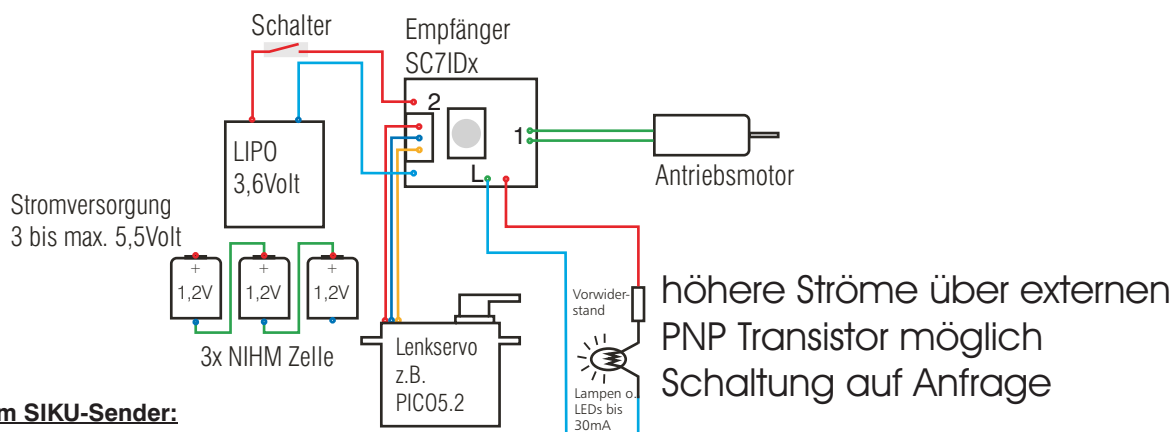 Schalter
Empfänger
SC7IDx
2
1
L
LIPO
3,6Volt
Antriebsmotor
Stromversorgung
3 bis max. 5,5Volt
+
+
+
1,2V
1,2V
1,2V
3x NIHM Zelle
Lenkservo
z.B.
PICO5.2
Vorwider-
stand
Lampen o.
LEDs bis
30mA
höhere Ströme über externen
PNP Transistor möglich
Schaltung auf Anfrage
m SIKU-Sender: